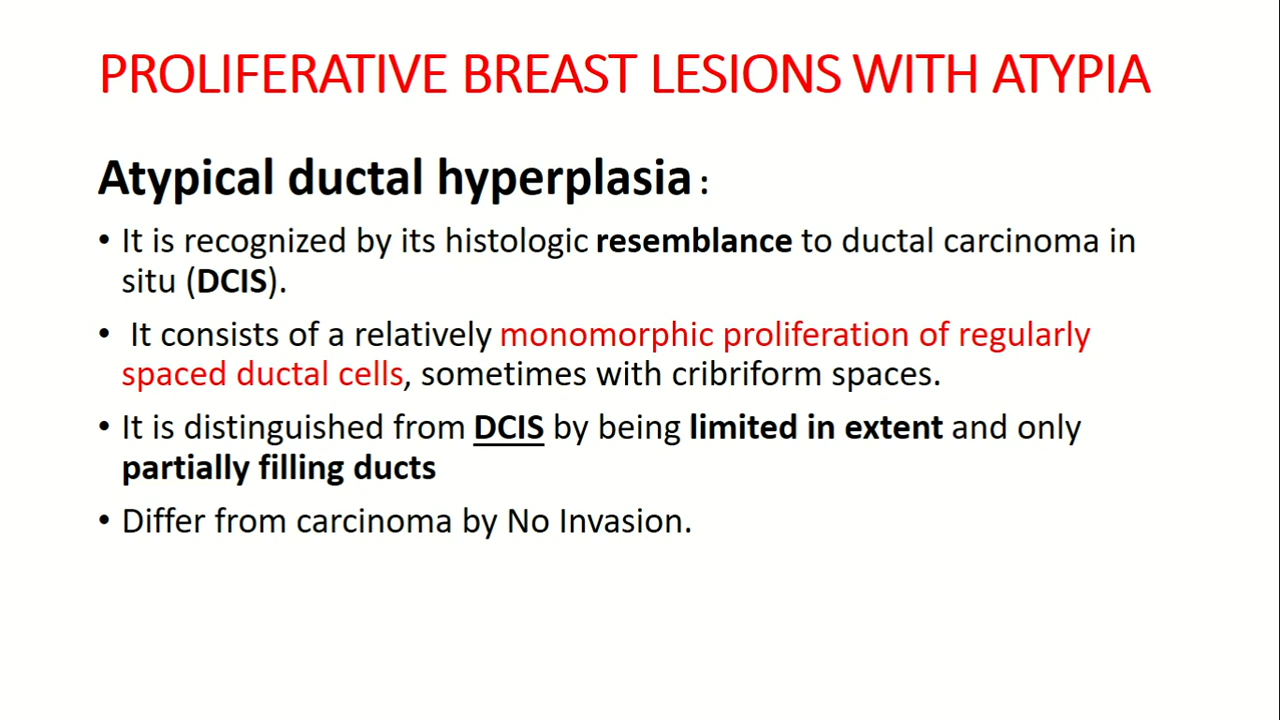 PROLIFERATIVE BREAST LESIONS WITH ATYPIA
Atypical ductal hyperplasia :
• It is recognized by its histologic resemblance to ductal carcinoma in
situ (DCIS).
• It consists of a relatively monomorphic proliferation of regularly
spaced ductal cells, sometimes with cribriform spaces.
• It is distinguished from DCIS by being limited in extent and only
partially filling ducts
• Differ from carcinoma by No Invasion.